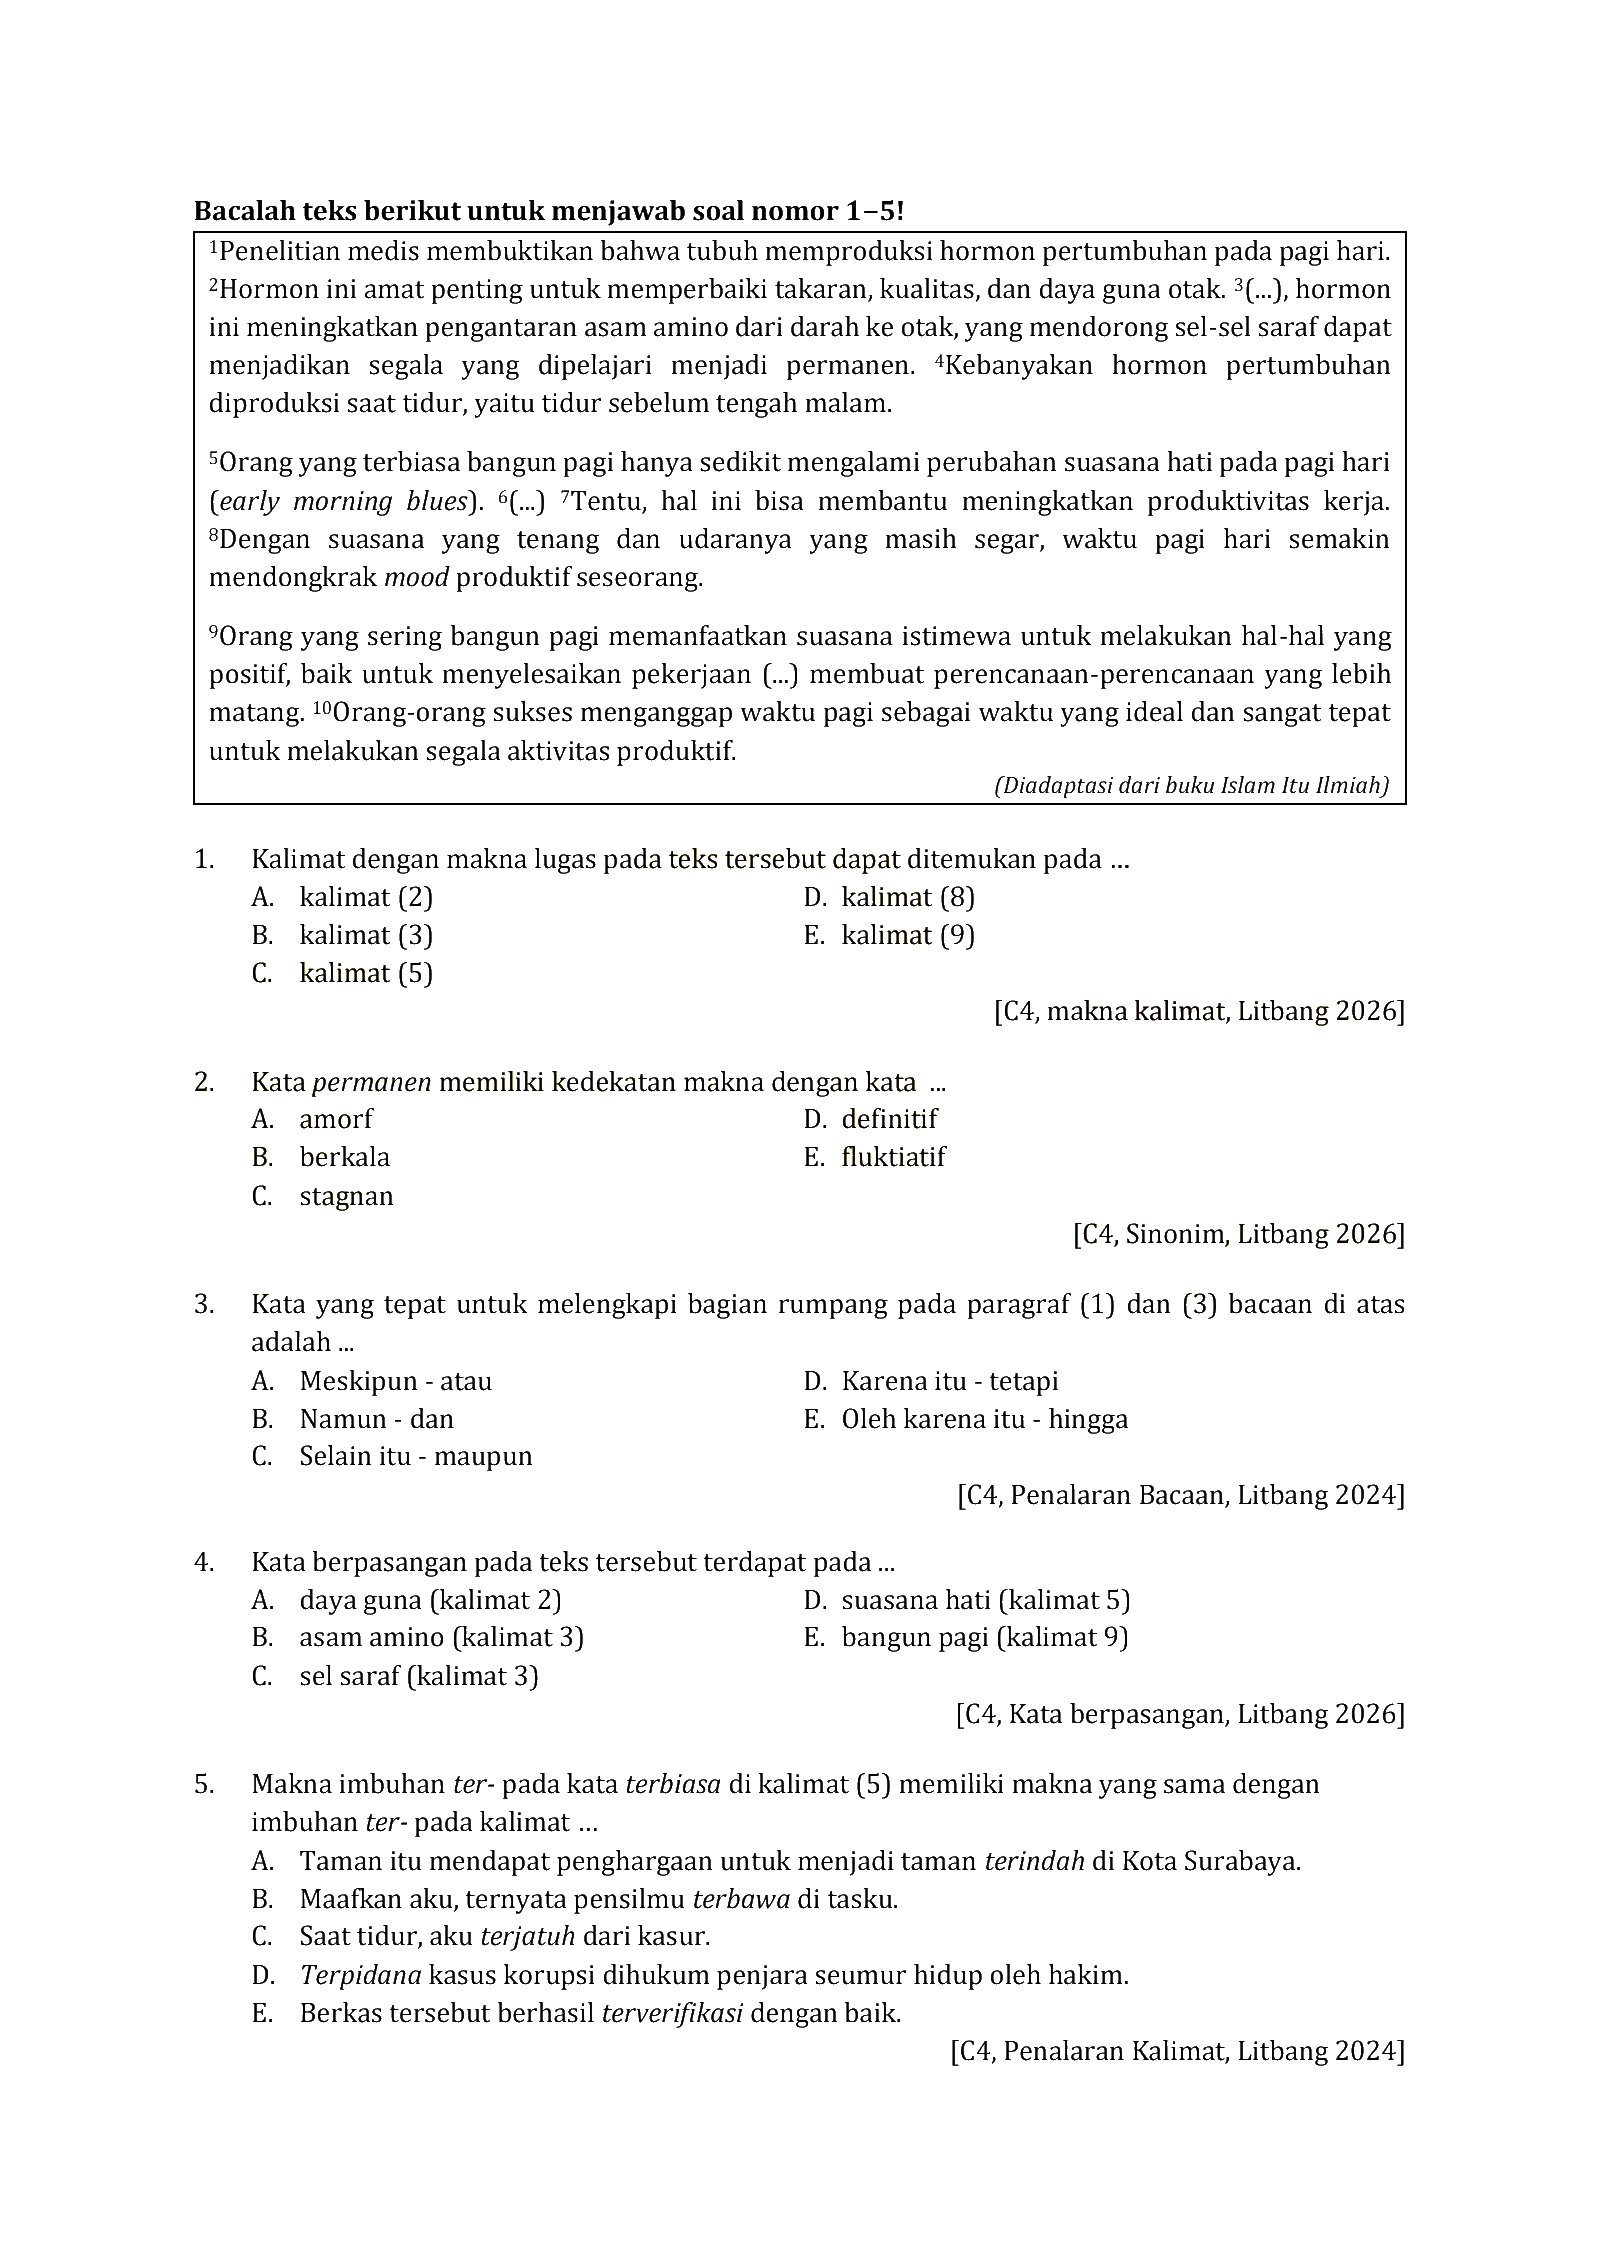 Bacalah teks berikut untuk menjawab soal nomor 1–5!
¹Penelitian medis membuktikan bahwa tubuh memproduksi hormon pertumbuhan pada pagi hari.
²Hormon ini amat penting untuk memperbaiki takaran, kualitas, dan daya guna otak. ³(...), hormon
ini meningkatkan pengantaran asam amino dari darah ke otak, yang mendorong sel-sel saraf dapat
menjadikan segala yang dipelajari menjadi permanen. ⁴Kebanyakan hormon pertumbuhan
diproduksi saat tidur, yaitu tidur sebelum tengah malam.
⁵Orang yang terbiasa bangun pagi hanya sedikit mengalami perubahan suasana hati pada pagi hari
(early morning blues). ⁶(...) ⁷Tentu, hal ini bisa membantu meningkatkan produktivitas kerja.
⁸Dengan suasana yang tenang dan udaranya yang masih segar, waktu pagi hari semakin
mendongkrak mood produktif seseorang.
⁹Orang yang sering bangun pagi memanfaatkan suasana istimewa untuk melakukan hal-hal yang
positif, baik untuk menyelesaikan pekerjaan (...) membuat perencanaan-perencanaan yang lebih
matang. ¹⁰Orang-orang sukses menganggap waktu pagi sebagai waktu yang ideal dan sangat tepat
untuk melakukan segala aktivitas produktif.
(Diadaptasi dari buku Islam Itu Ilmiah)
1. Kalimat dengan makna lugas pada teks tersebut dapat ditemukan pada ...
A. kalimat (2)
B. kalimat (3)
C. kalimat (5)
D. kalimat (8)
E. kalimat (9)
[C4, makna kalimat, Litbang 2026]
2. Kata permanen memiliki kedekatan makna dengan kata ...
A. amorf
B. berkala
C. stagnan
D. definitif
E. fluktiatif
[C4, Sinonim, Litbang 2026]
3. Kata yang tepat untuk melengkapi bagian rumpang pada paragraf (1) dan (3) bacaan di atas
adalah ...
A. Meskipun - atau
B. Namun - dan
C. Selain itu - maupun
D. Karena itu - tetapi
E. Oleh karena itu - hingga
[C4, Penalaran Bacaan, Litbang 2024]
4. Kata berpasangan pada teks tersebut terdapat pada ...
A. daya guna (kalimat 2)
B. asam amino (kalimat 3)
C. sel saraf (kalimat 3)
D. suasana hati (kalimat 5)
E. bangun pagi (kalimat 9)
[C4, Kata berpasangan, Litbang 2026]
5. Makna imbuhan ter- pada kata terbiasa di kalimat (5) memiliki makna yang sama dengan
imbuhan ter- pada kalimat ...
A. Taman itu mendapat penghargaan untuk menjadi taman terindah di Kota Surabaya.
B. Maafkan aku, ternyata pensilmu terbawa di tasku.
C. Saat tidur, aku terjatuh dari kasur.
D. Terpidana kasus korupsi dihukum penjara seumur hidup oleh hakim.
E. Berkas tersebut berhasil terverifikasi dengan baik.
[C4, Penalaran Kalimat, Litbang 2024]